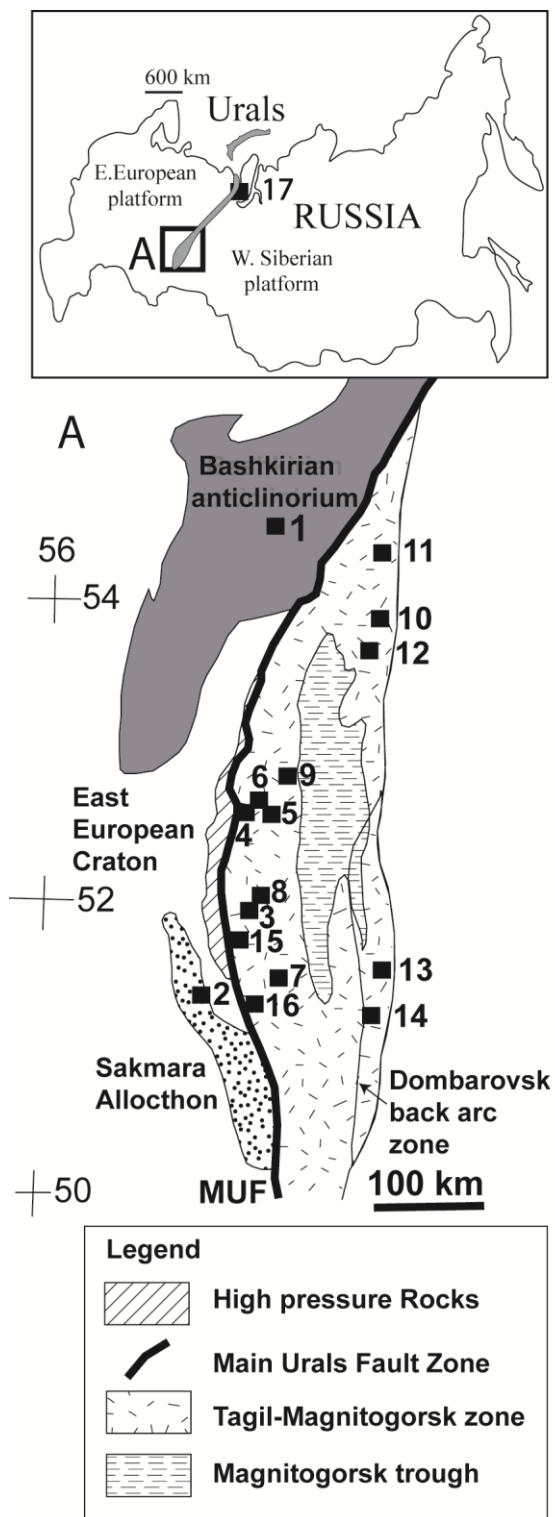 600 km
Urals
E.European
platform
17
RUSSIA
A
W. Siberian
platform
A
Bashkirian
anticlinorium
1
56
54
11
10
12
9
6
5
4
East
European
Craton
52
8
3
15
13
7
2
16
14
Sakmara
Allocthon
Dombarovsk
back arc
zone
50
MUF
100 km
Legend
High pressure Rocks
Main Urals Fault Zone
Tagil-Magnitogorsk zone
Magnitogorsk trough